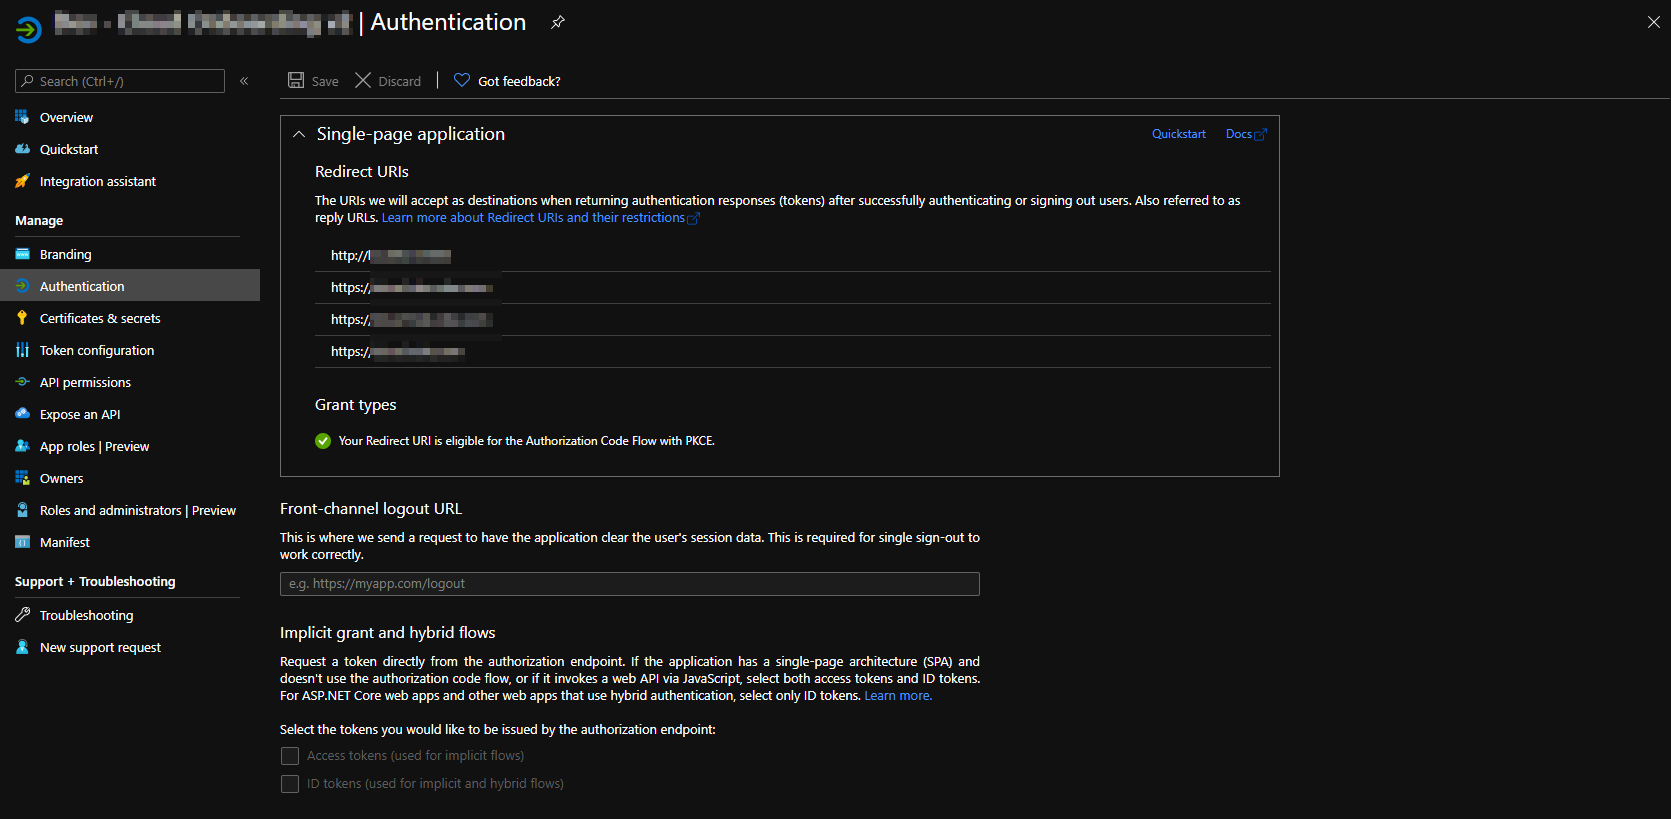 | Authentication
Search (Ctrl+/)
«
Save
Discard
Got feedback?
Overview
Quickstart
Integration assistant
Manage
Branding
Authentication
Certificates & secrets
Token configuration
API permissions
Expose an API
App roles | Preview
Owners
Roles and administrators | Preview
Manifest
Support + Troubleshooting
Troubleshooting
New support request
Single-page application
Quickstart
Docs
Redirect URIs
The URIs we will accept as destinations when returning authentication responses (tokens) after successfully authenticating or signing out users. Also referred to as
reply URLs. Learn more about Redirect URIs and their restrictions
http://
https://
https://
https://
Grant types
Your Redirect URI is eligible for the Authorization Code Flow with PKCE.
Front-channel logout URL
This is where we send a request to have the application clear the user's session data. This is required for single sign-out to
work correctly.
e.g. https://myapp.com/logout
Implicit grant and hybrid flows
Request a token directly from the authorization endpoint. If the application has a single-page architecture (SPA) and
doesn't use the authorization code flow, or if it invokes a web API via JavaScript, select both access tokens and ID tokens.
For ASP.NET Core web apps and other web apps that use hybrid authentication, select only ID tokens. Learn more.
Select the tokens you would like to be issued by the authorization endpoint:
Access tokens (used for implicit flows)
ID tokens (used for implicit and hybrid flows)